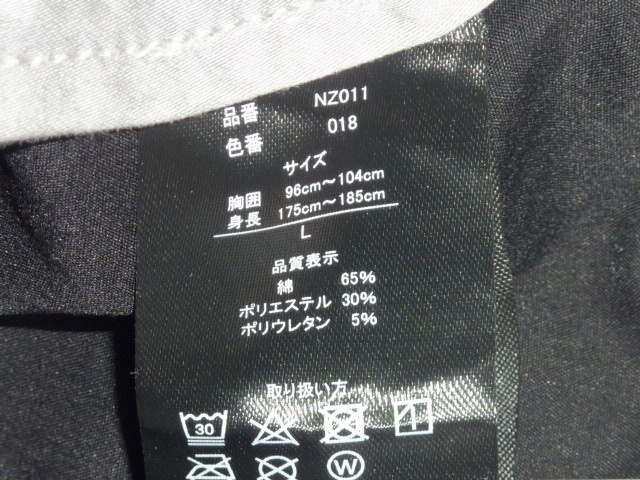 品番 NZ011
色番 018
サイズ
胸囲 96cm～104cm
身長 175cm～185cm
L
品質表示
綿 65%
ポリエステル 30%
ポリウレタン 5%
取り扱い方
30
W